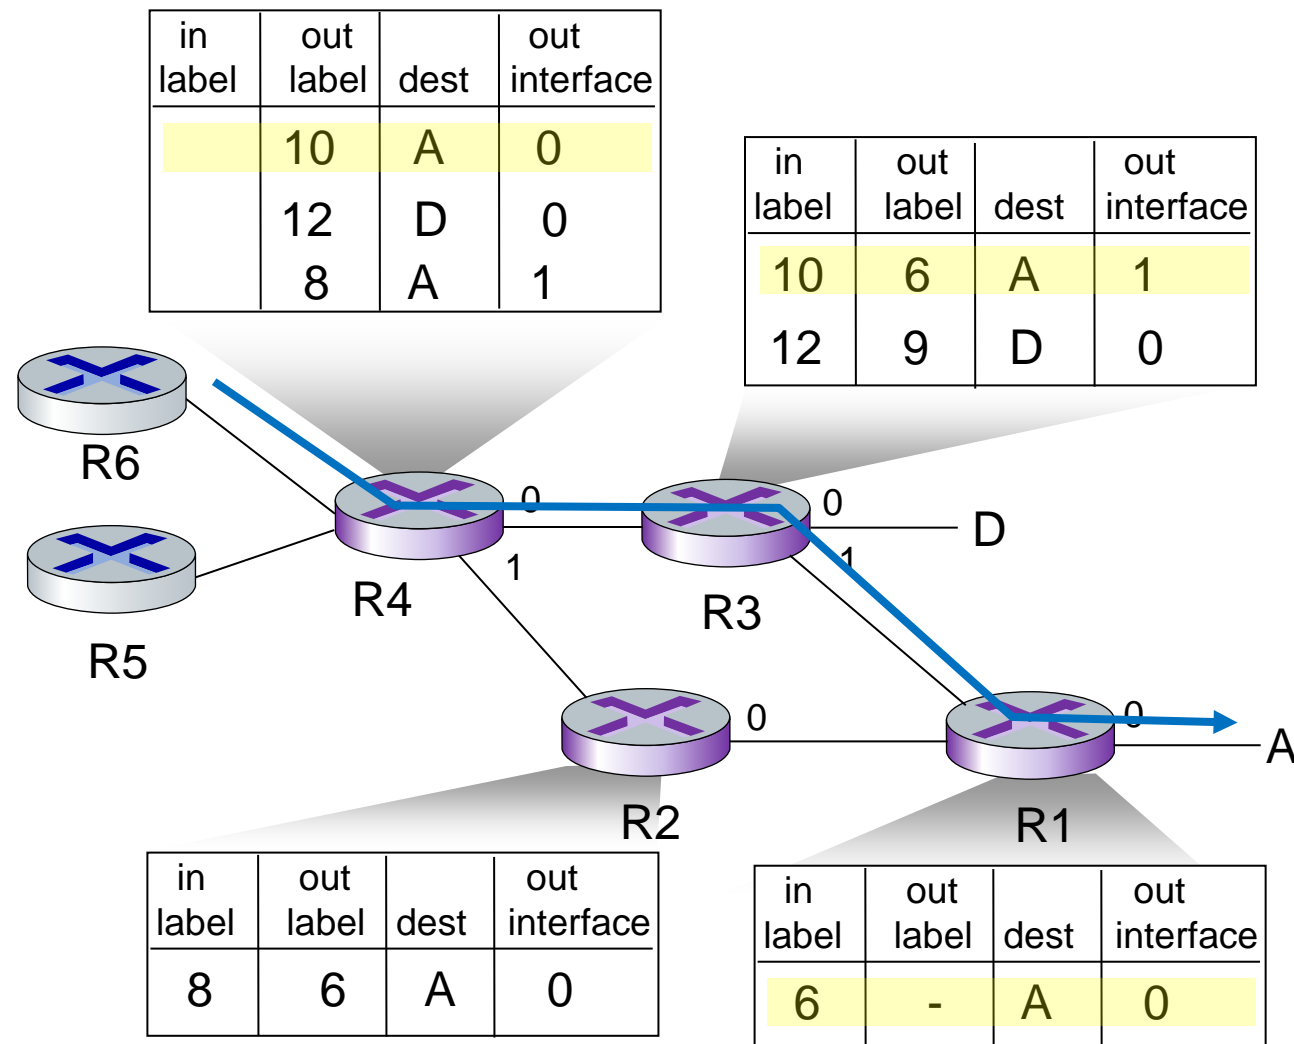 in out out
label label dest interface
10 A 0
12 D 0
8 A 1
in out out
label label dest interface
10 6 A 1
12 9 D 0
R6
0
0
D
1
1
R4
R3
R5
0
0
A
R2
R1
in out out
label label dest interface
8 6 A 0
in out out
label label dest interface
6 - A 0